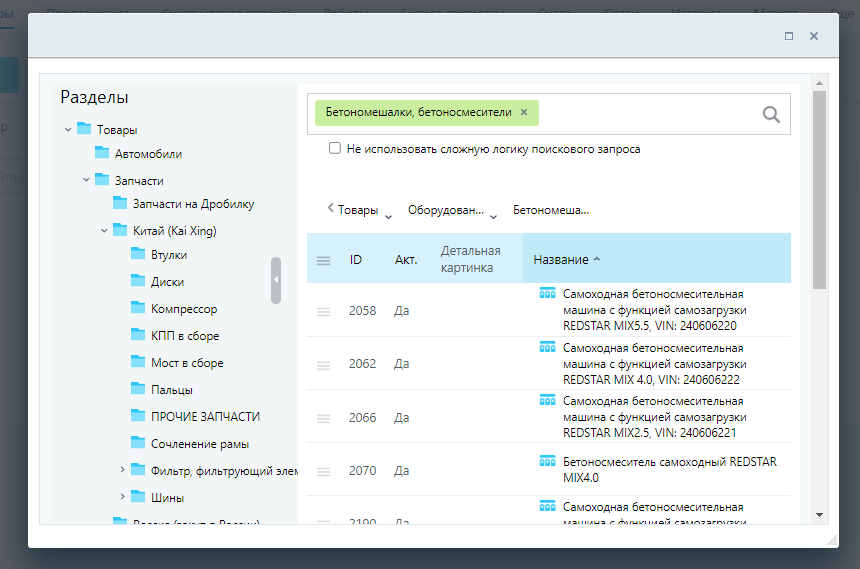 Разделы
Товары
Автомобили
Запчасти
Запчасти на Дробилку
Китай (Kai Xing)
Втулки
Диски
Компрессор
КПП в сборе
Мост в сборе
Пальцы
ПРОЧИЕ ЗАПЧАСТИ
Сочленение рамы
Фильтр, фильтрующий элем
Шины
Бетономешалки, бетоносмесители ×
Не использовать сложную логику поискового запроса
Товары Оборудован... Бетономеша...
ID Акт. Детальная картинка Название
2058 Да Самоходная бетоносмесительная
машина с функцией самозагрузки
REDSTAR MIX5.5, VIN: 240606220
2062 Да Самоходная бетоносмесительная
машина с функцией самозагрузки
REDSTAR MIX 4.0, VIN: 240606222
2066 Да Самоходная бетоносмесительная
машина с функцией самозагрузки
REDSTAR MIX2.5, VIN: 240606221
2070 Да Бетоносмеситель самоходный REDSTAR
MIX4.0
2190 Да Самоходная бетоносмесительная
машина с функцией самозагрузки